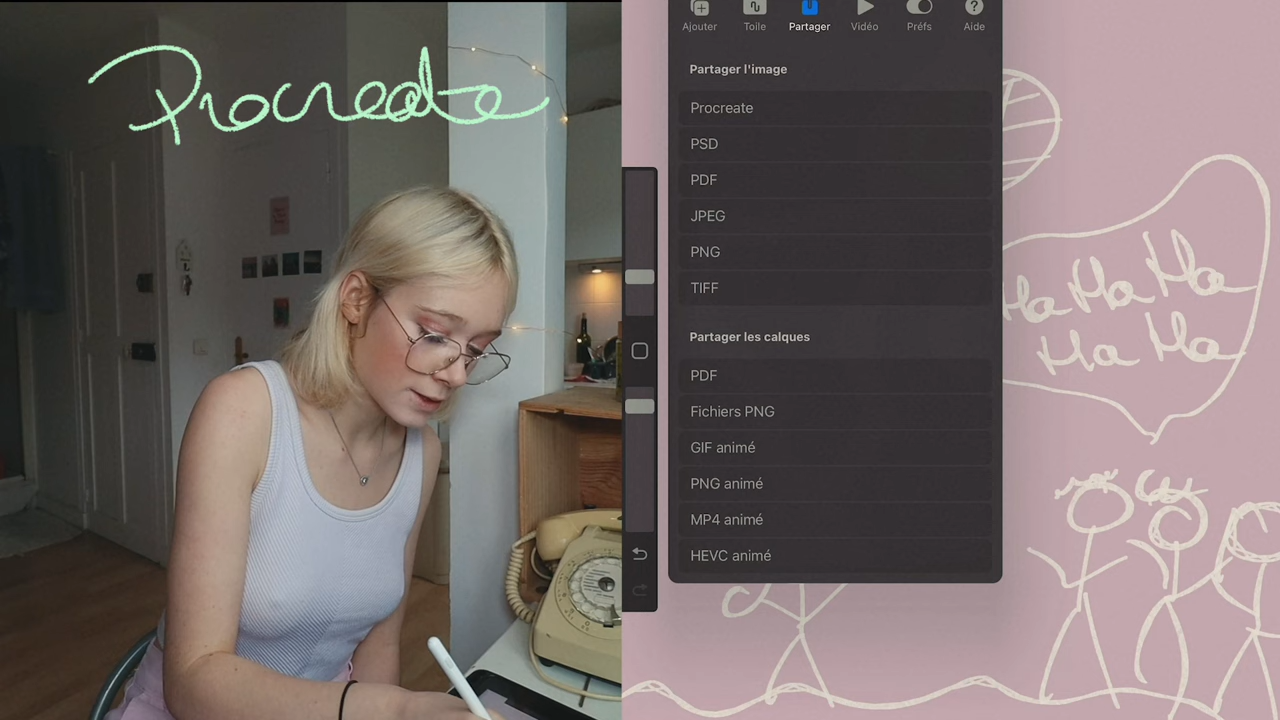 Procreate
Ajouter
Toile
Partager
Vidéo
Préfs
Aide
Partager l'image
Procreate
PSD
PDF
JPEG
PNG
TIFF
Partager les calques
PDF
Fichiers PNG
GIF animé
PNG animé
MP4 animé
HEVC animé
Ha Ha Ha
Ha Ha